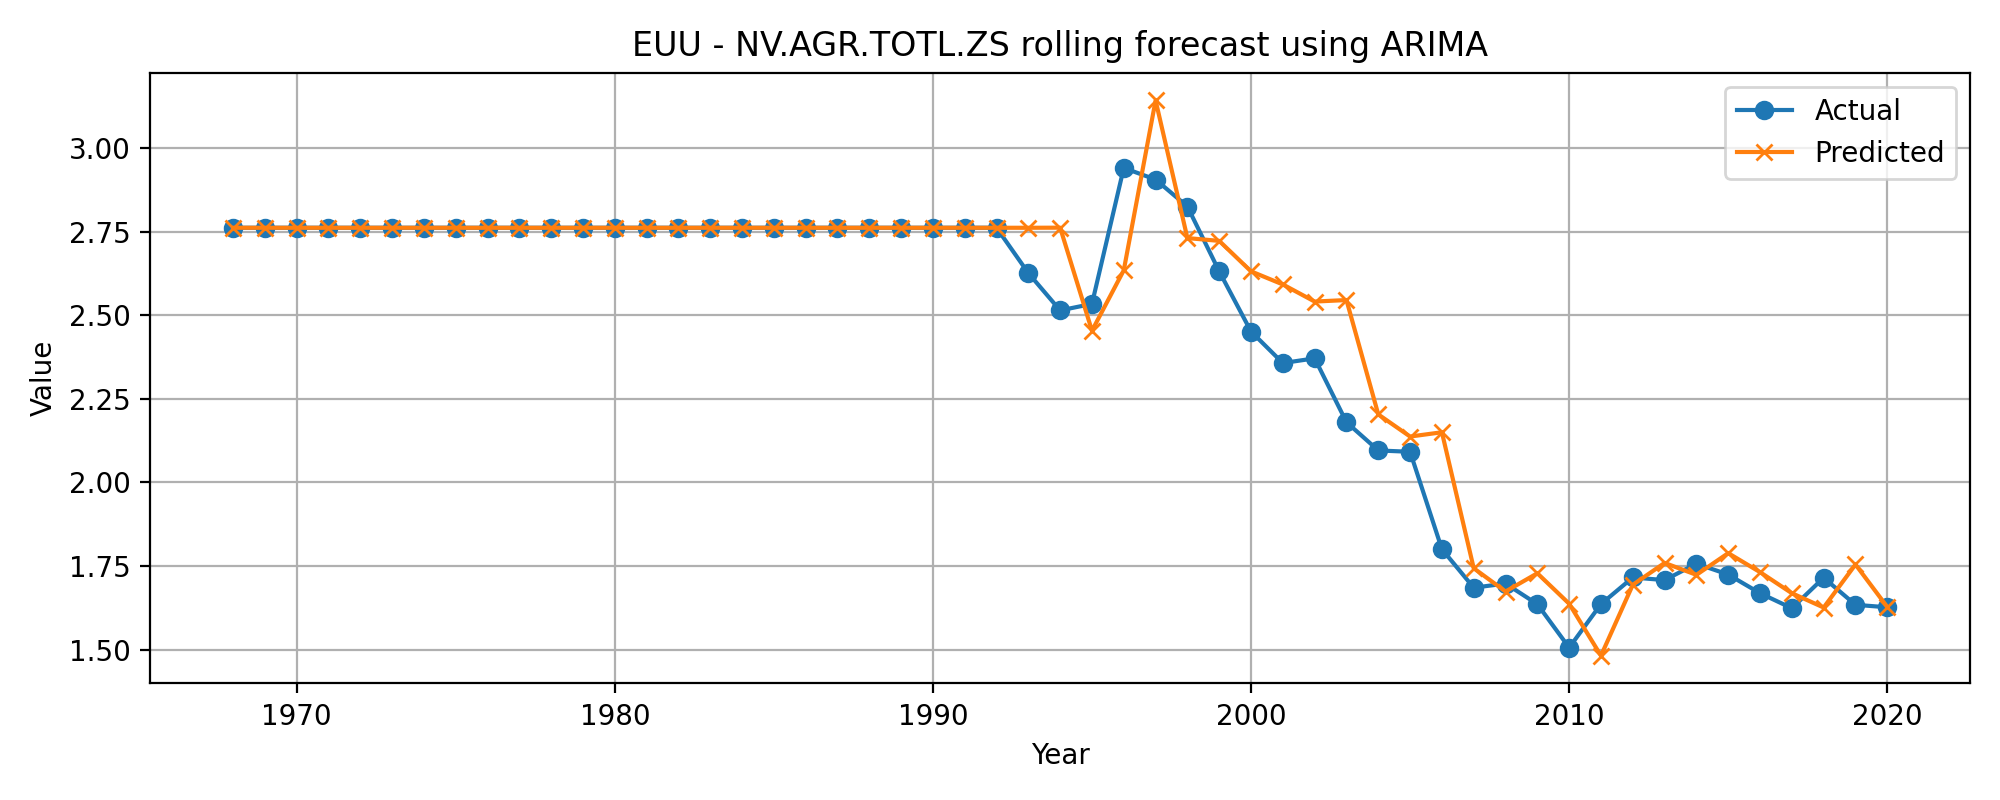 EUU - NV.AGR.TOTL.ZS rolling forecast using ARIMA
Actual
Predicted
3.00
2.75
2.50
2.25
2.00
1.75
1.50
Value
1970 1980 1990 2000 2010 2020
Year